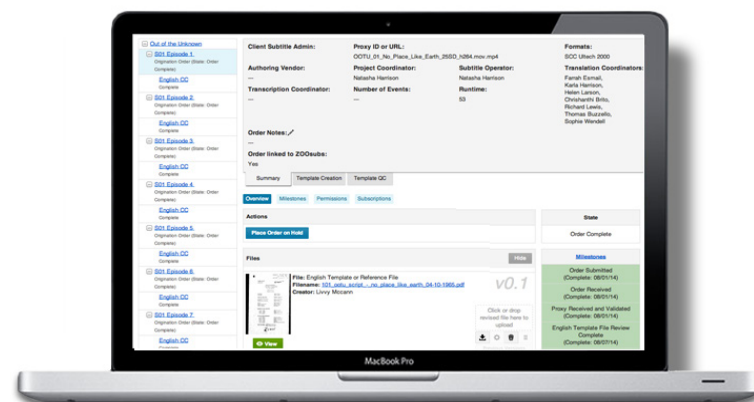 Out of the Unknown
S01 Episode 1
Origination Order (State: Order
Complete)
English CC
Complete
S01 Episode 2
Origination Order (State: Order
Complete)
English CC
Complete
S01 Episode 3
Origination Order (State: Order
Complete)
English CC
Complete
S01 Episode 4
Origination Order (State: Order
Complete)
English CC
Complete
S01 Episode 5
Origination Order (State: Order
Complete)
English CC
Complete
S01 Episode 6
Origination Order (State: Order
Complete)
English CC
Complete
S01 Episode 7
Origination Order (State: Order
Complete)
English CC
Complete
Client Subtitle Admin:
Proxy ID or URL:
OOTU_01_No_Place_Like_Earth_25SD_h264.mov.mp4
Formats:
SCC Ultech 2000
Authoring Vendor:
---
Project Coordinator:
Natasha Harrison
Subtitle Operator:
Natasha Harrison
Translation Coordinators:
Farrah Esmail,
Karla Harrison,
Helen Larson,
Chrishanthi Brito,
Richard Lewis,
Thomas Buzzello,
Sophie Wendell
Transcription Coordinator:
---
Number of Events:
---
Runtime:
53
Order Notes:
---
Order linked to ZOOsubs:
Yes
Summary
Template Creation
Template QC
Overview
Milestones
Permissions
Subscriptions
Actions
Place Order on Hold
State
Order Complete
Files
Hide
File: English Template or Reference File
Filename: 101_ootu_script_-_no_place_like_earth_04-10-1965.pdf
Creator: Livvy Mccann
v0.1
Click or drop
revised file here to
upload
View
Milestones
Order Submitted
(Complete: 08/01/14)
Order Received
(Complete: 08/01/14)
Proxy Received and Validated
(Complete: 08/01/14)
English Template File Review
Complete
(Complete: 08/07/14)
MacBook Pro